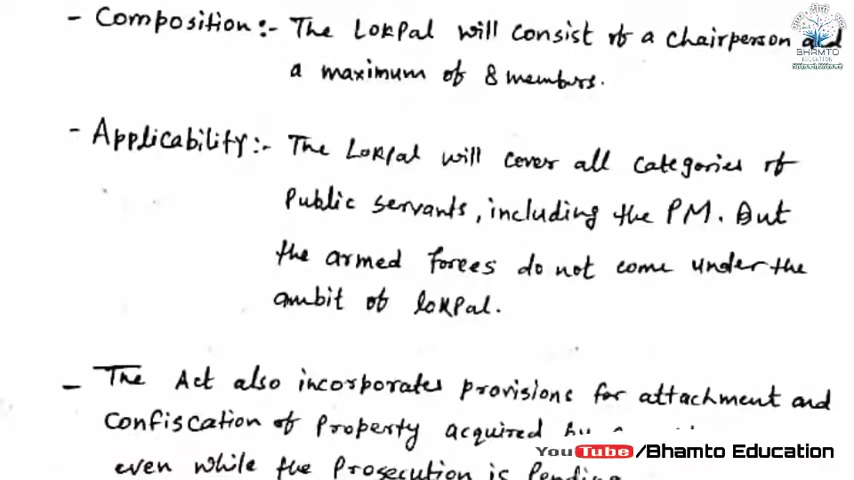 - Composition :- The LOKPal will consist of a chairperson and
a maximum of 8 members.
- Applicability :- The LOKPal will cover all categories of
Public servants, including the PM. But
the armed forces do not come under the
ambit of lOKPal.
- The Act also incorporates provisions for attachment and
Confiscation of Property acquired by
even while the Prosecution is Pending
YouTube/Bhamto Education
BHAMTO
EDUCATION